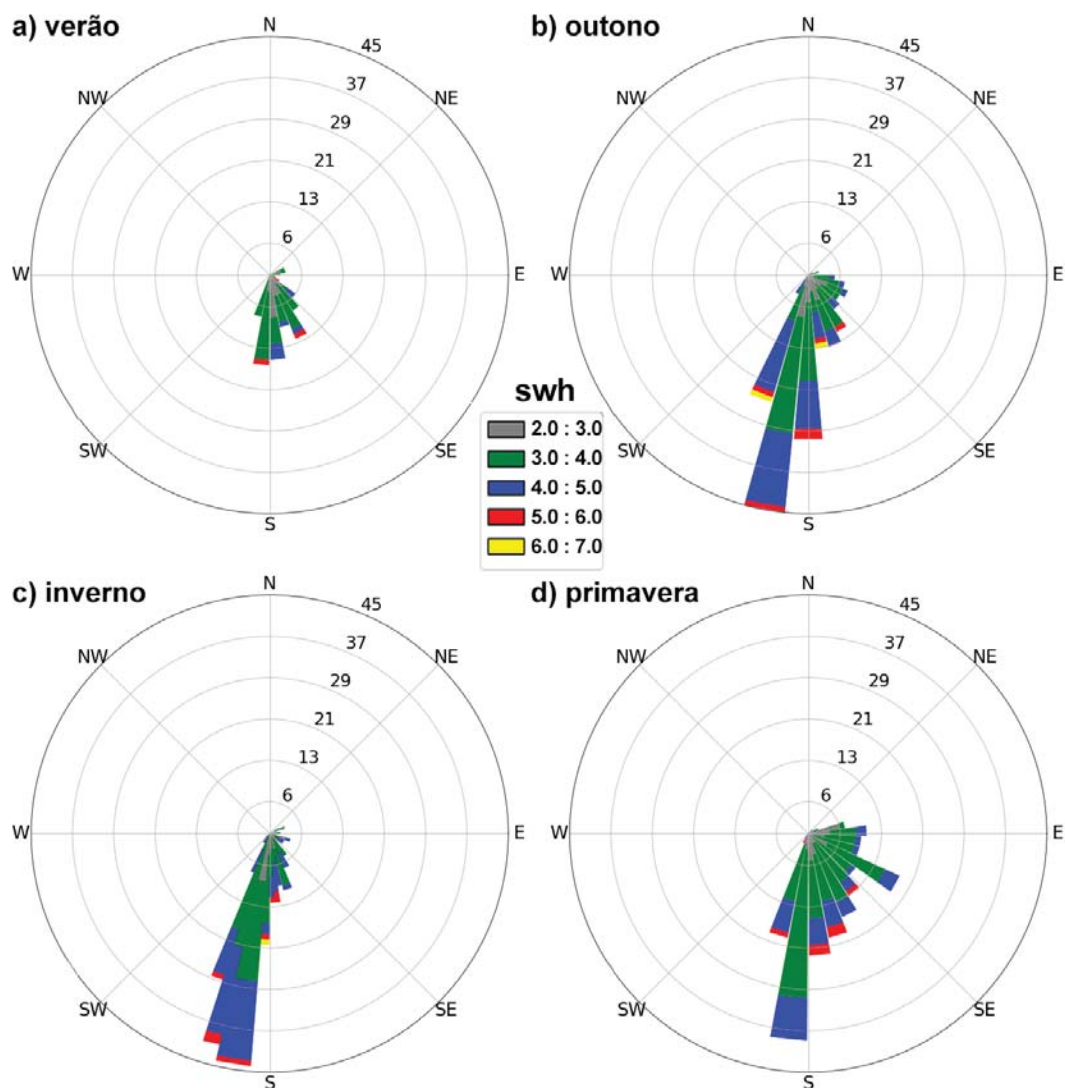 a) verão
N
NE
E
SE
S
SW
W
NW
45
37
29
21
13
6
b) outono
N
NE
E
SE
S
SW
W
NW
45
37
29
21
13
6
swh
2.0 : 3.0
3.0 : 4.0
4.0 : 5.0
5.0 : 6.0
6.0 : 7.0
c) inverno
N
NE
E
SE
S
SW
W
NW
45
37
29
21
13
6
d) primavera
N
NE
E
SE
S
SW
W
NW
45
37
29
21
13
6